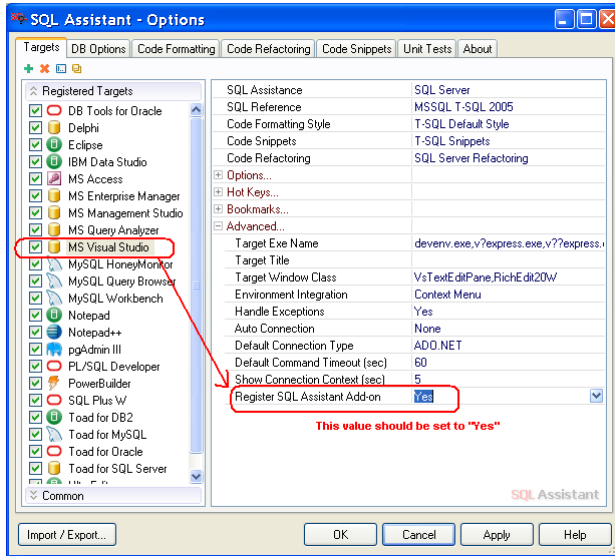 SQL Assistant - Options
Targets DB Options Code Formatting Code Refactoring Code Snippets Unit Tests About
Registered Targets
DB Tools for Oracle
Delphi
Eclipse
IBM Data Studio
MS Access
MS Enterprise Manager
MS Management Studio
MS Query Analyzer
MS Visual Studio
MySQL HoneyMonitor
MySQL Query Browser
MySQL Workbench
Notepad
Notepad++
pgAdmin III
PL/SQL Developer
PowerBuilder
SQL Plus W
Toad for DB2
Toad for MySQL
Toad for Oracle
Toad for SQL Server
Common
SQL Assistance SQL Server
SQL Reference MSSQL T-SQL 2005
Code Formatting Style T-SQL Default Style
Code Snippets T-SQL Snippets
Code Refactoring SQL Server Refactoring
Options...
Hot Keys...
Bookmarks...
Advanced...
Target Exe Name devenv.exe,v?express.exe,v??express.
Target Title
Target Window Class VsTextEditPane,RichEdit20W
Environment Integration Context Menu
Handle Exceptions Yes
Auto Connection None
Default Connection Type ADO.NET
Default Command Timeout (sec) 60
Show Connection Context (sec) 5
Register SQL Assistant Add-on Yes
This value should be set to "Yes"
SQL Assistant
Import / Export... OK Cancel Apply Help